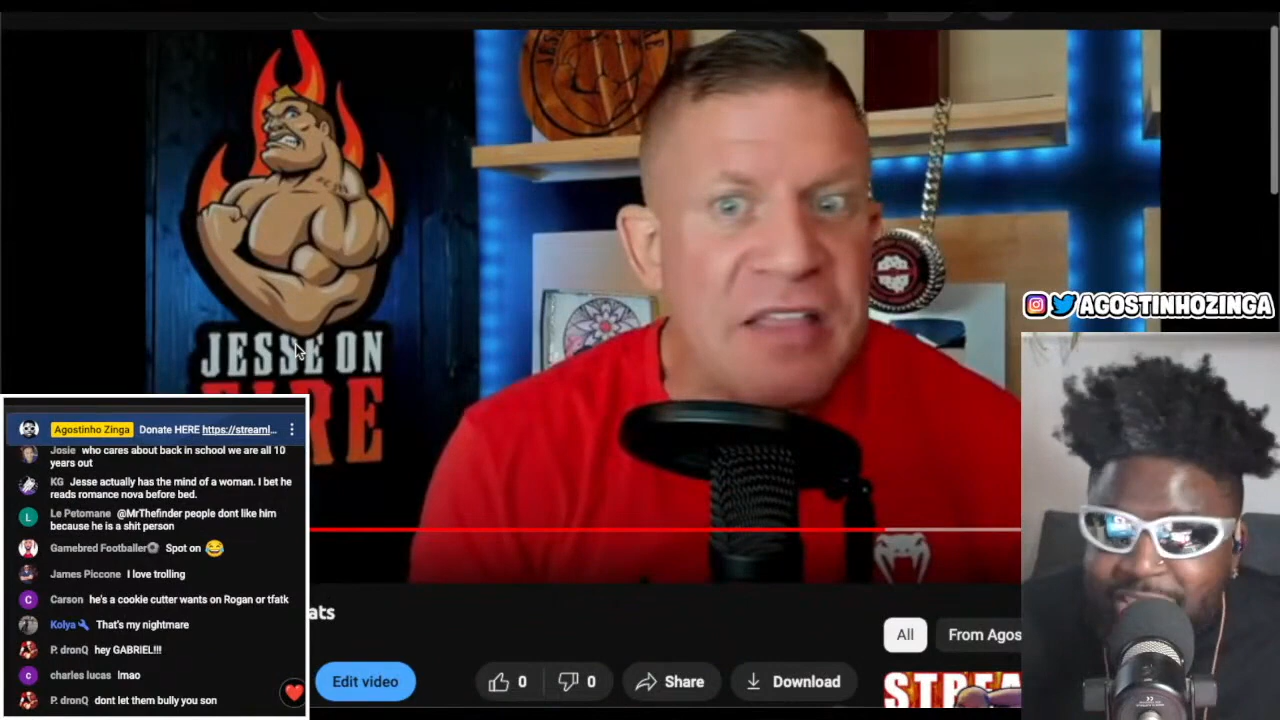 JESSE ON
FIRE
AGOSTINHOZINGA
Agostinho Zinga Donate HERE https://streaml...
Josie who cares about back in school we are all 10
years out
KG Jesse actually has the mind of a woman. I bet he
reads romance nova before bed.
Le Petomane @MrThefinder people dont like him
because he is a shit person
Gamebred Footballer Spot on
James Piccone I love trolling
Carson he's a cookie cutter wants on Rogan or tfatk
Kolya That's my nightmare
P. dronQ hey GABRIEL!!!
charles lucas lmao
P. dronQ dont let them bully you son
ats
All
From Agos
Edit video
0
0
Share
Download
STREA